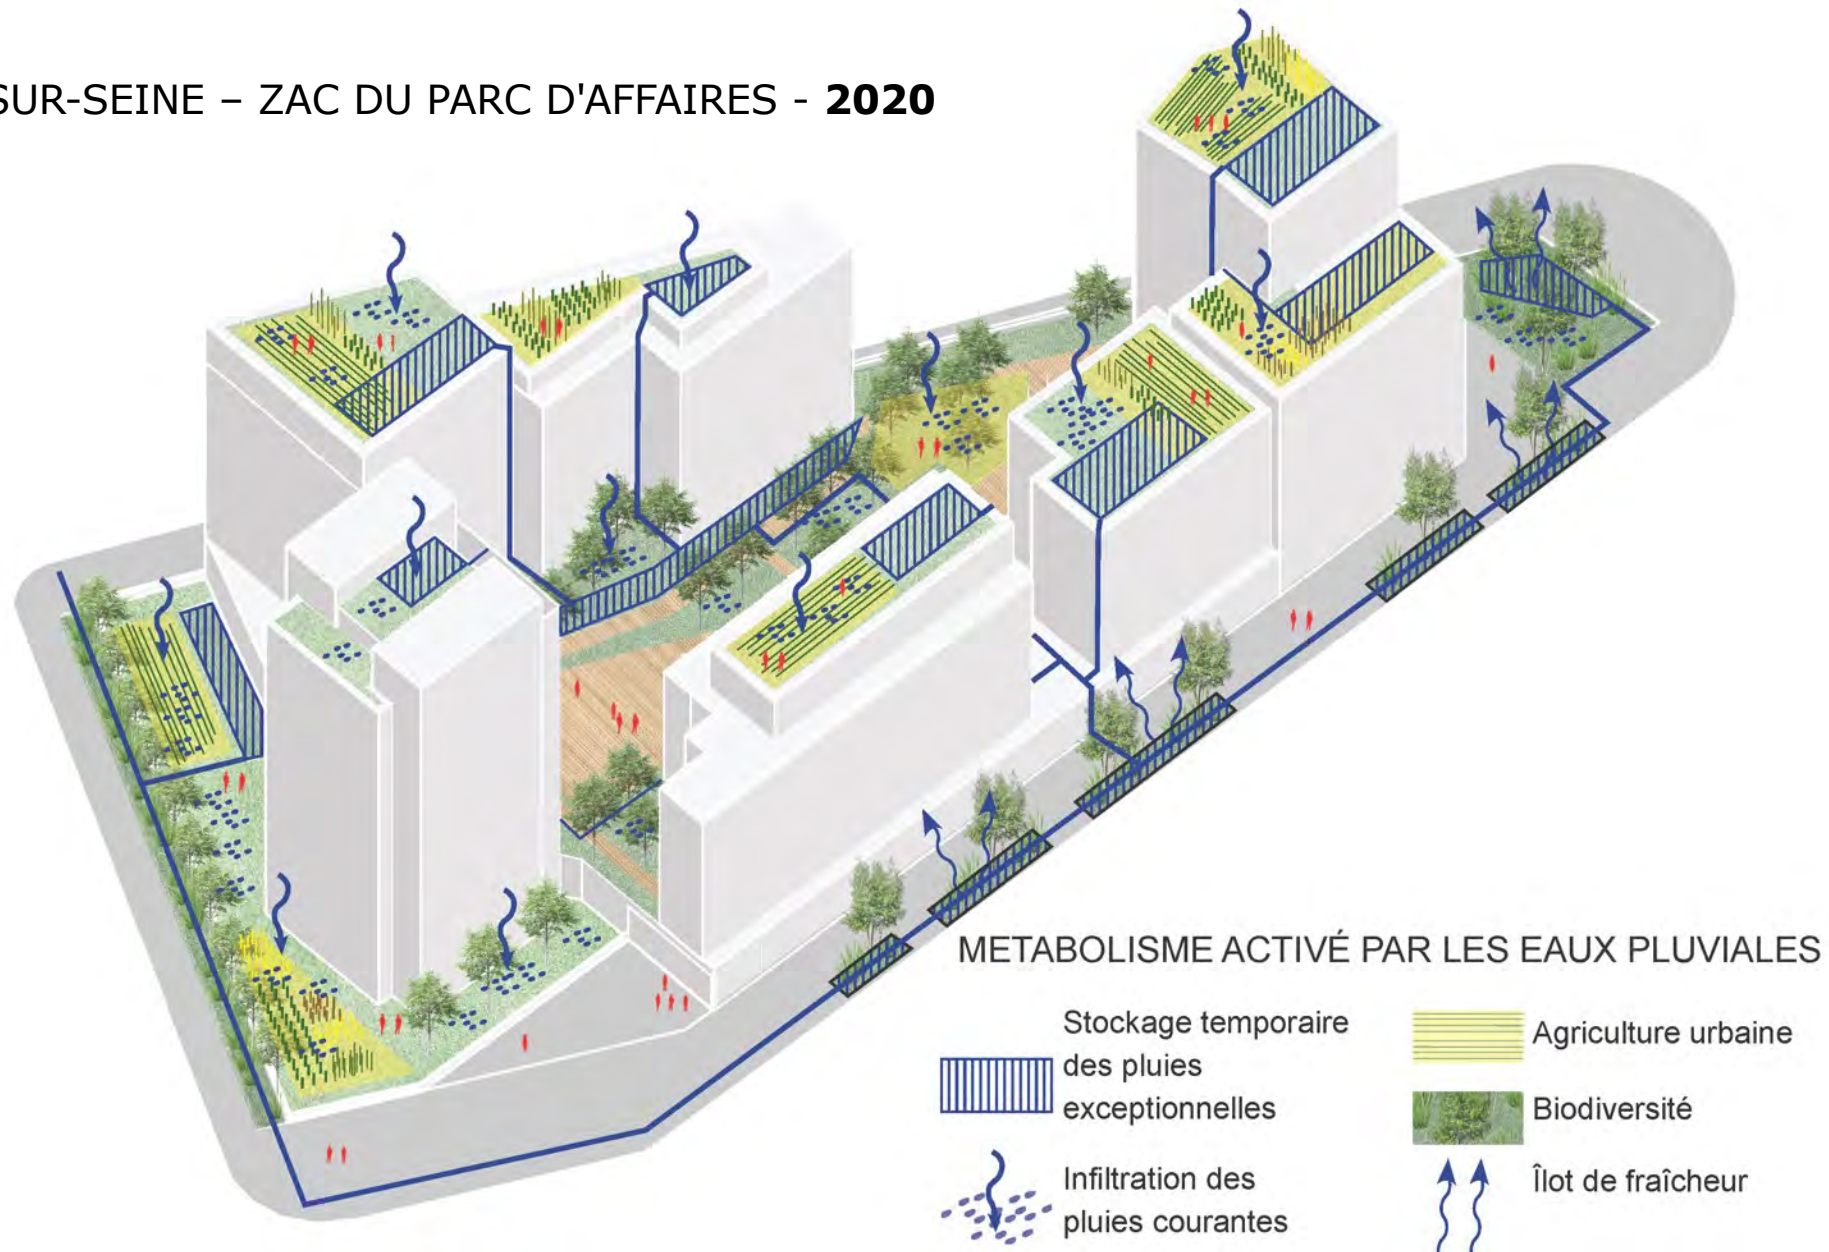 SUR-SEINE – ZAC DU PARC D'AFFAIRES - 2020
METABOLISME ACTIVÉ PAR LES EAUX PLUVIALES
Stockage temporaire
des pluies
exceptionnelles
Infiltration des
pluies courantes
Agriculture urbaine
Biodiversité
Îlot de fraîcheur